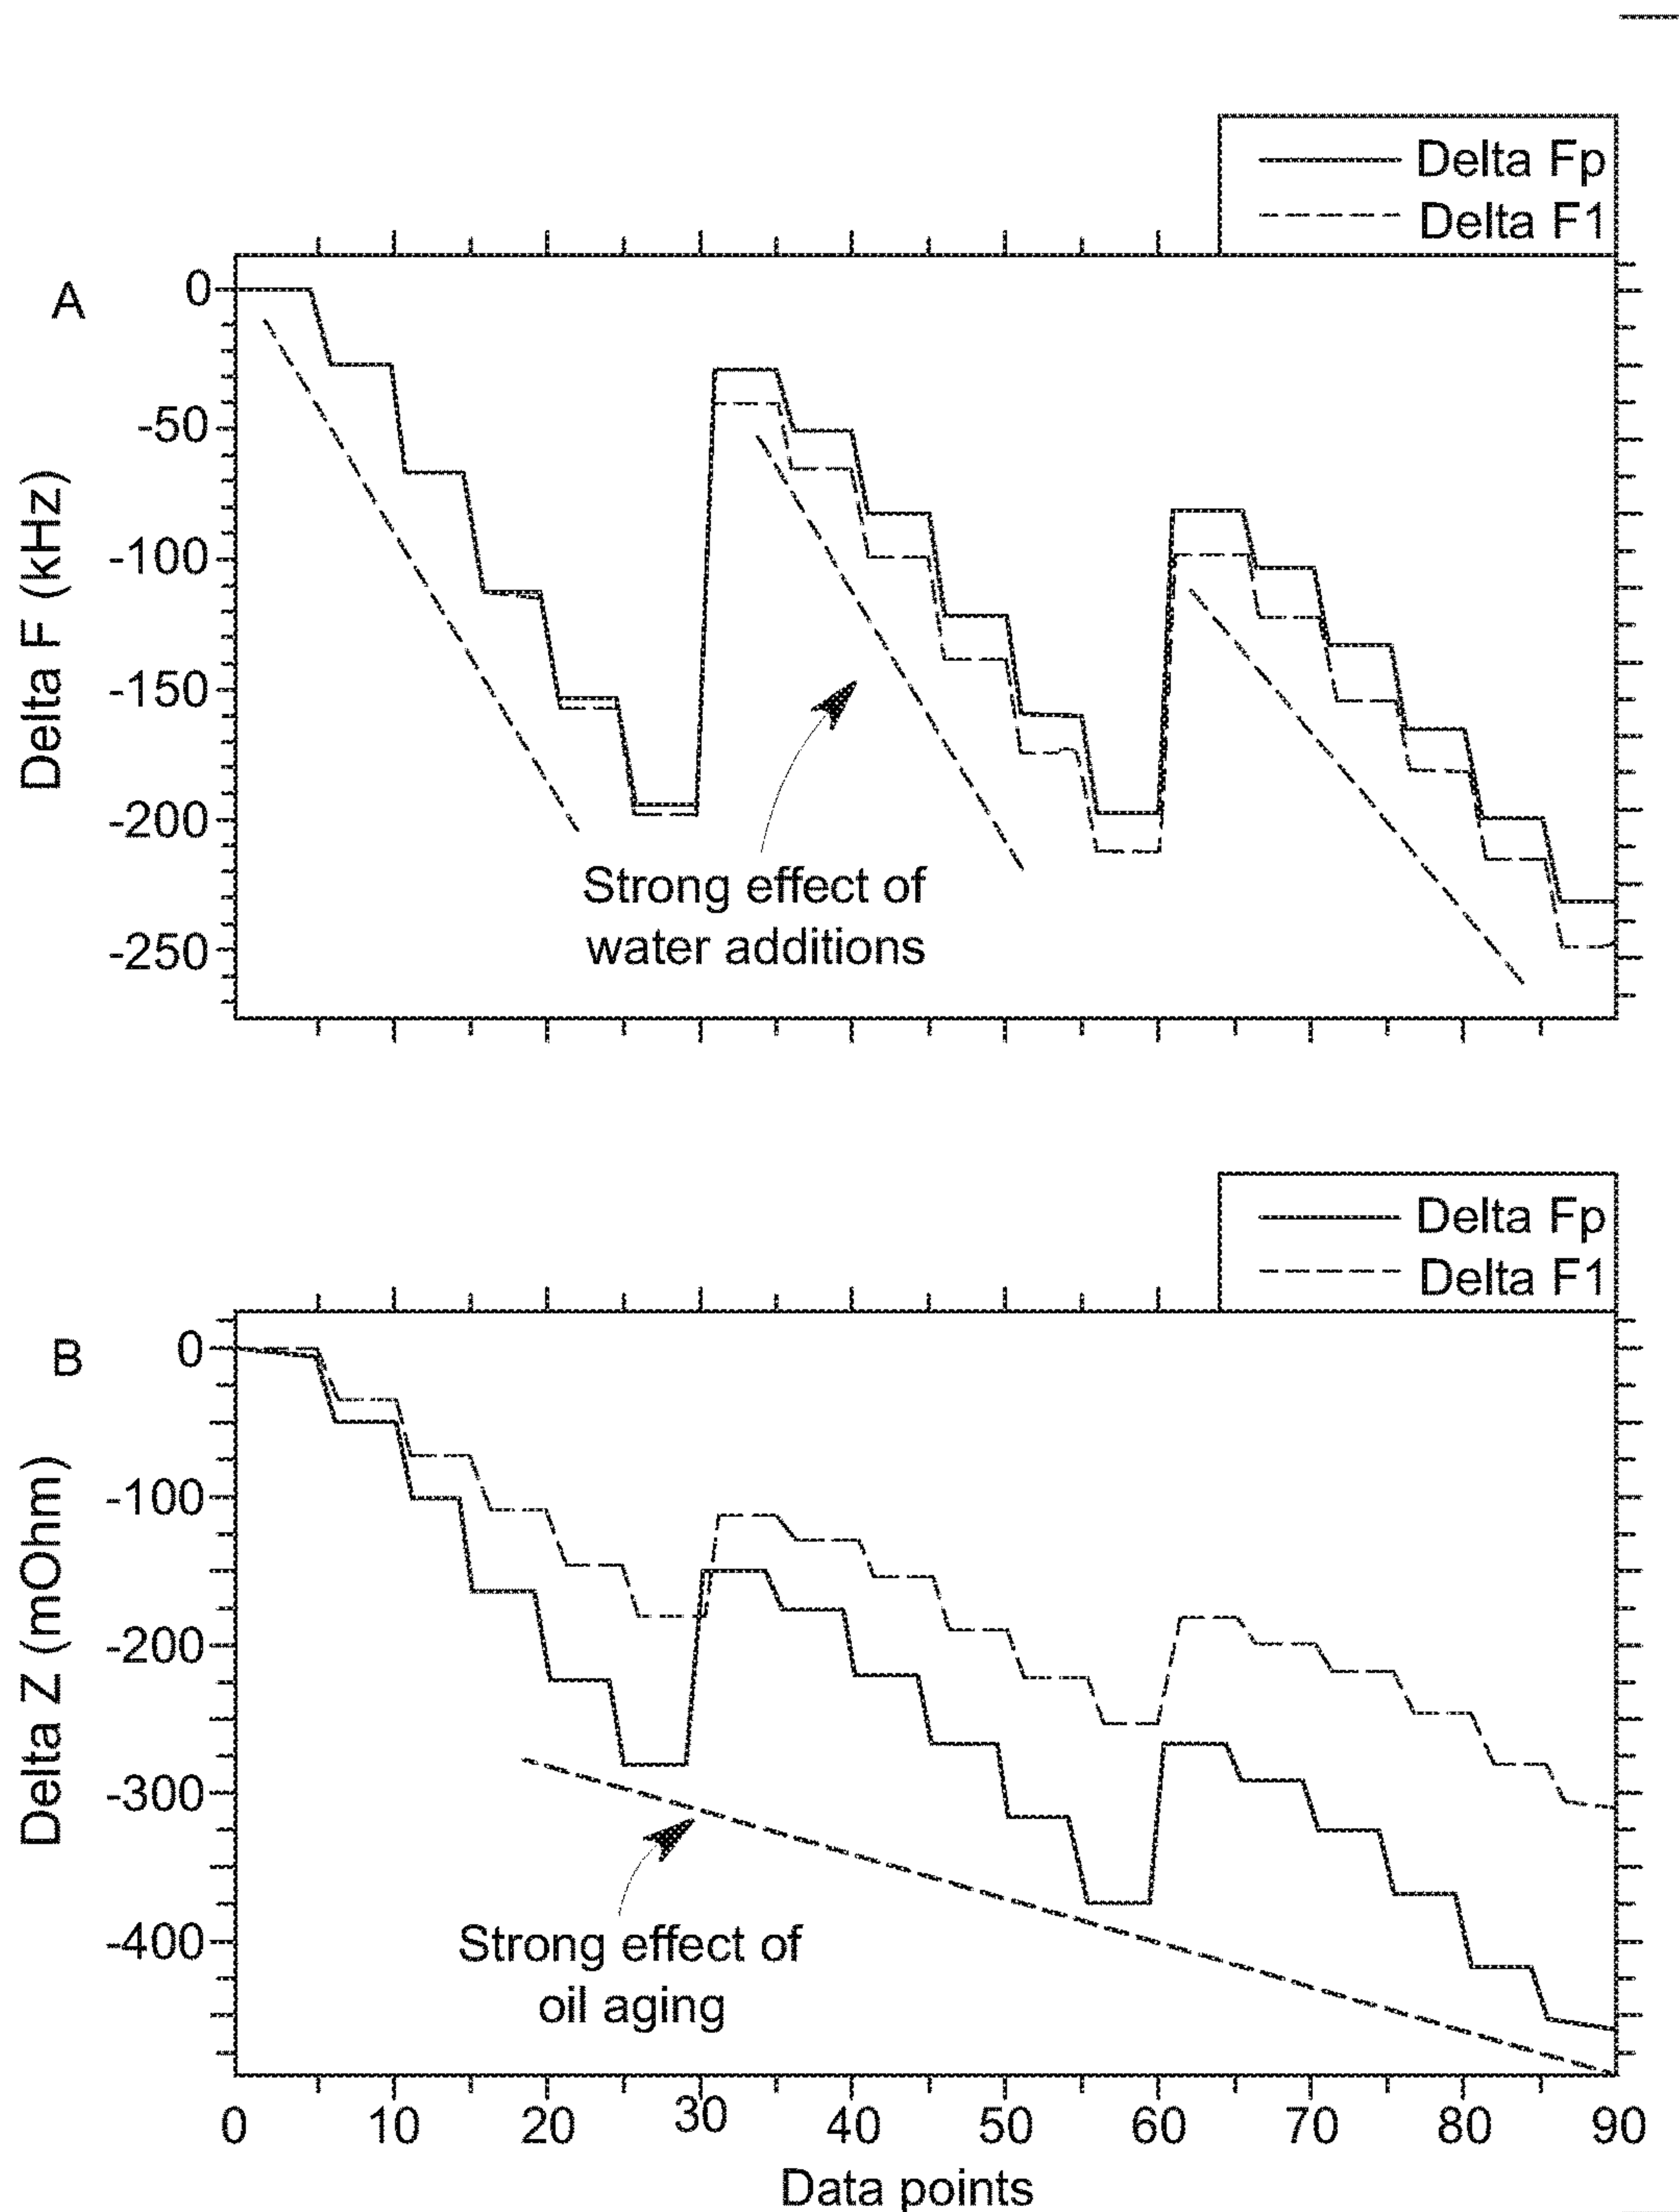 Delta Fp
Delta F1
A
0
-50
-100
-150
-200
-250
Delta F (kHz)
Strong effect of
water additions
Delta Fp
Delta F1
B
0
-100
-200
-300
-400
Delta Z (mOhm)
Strong effect of
oil aging
0 10 20 30 40 50 60 70 80 90
Data points